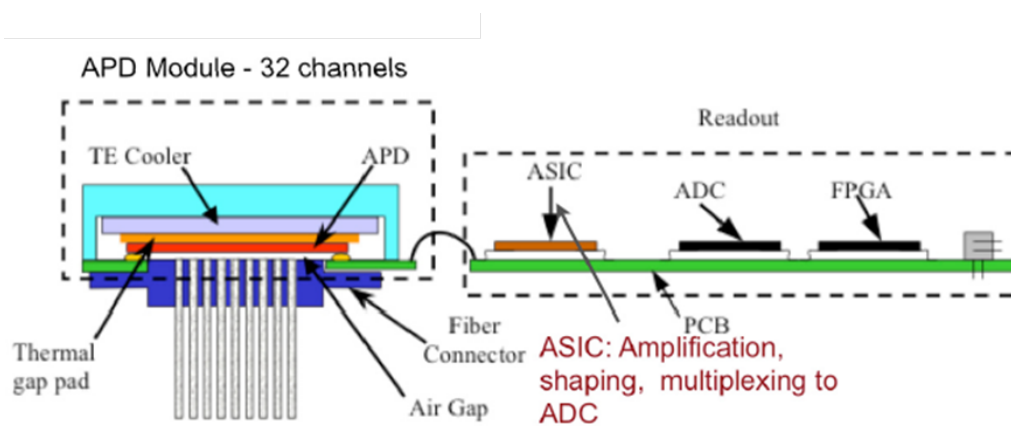 APD Module - 32 channels
Readout
TE Cooler
APD
ASIC
ADC
FPGA
Thermal
gap pad
Fiber
Connector
Air Gap
PCB
ASIC: Amplification,
shaping, multiplexing to
ADC